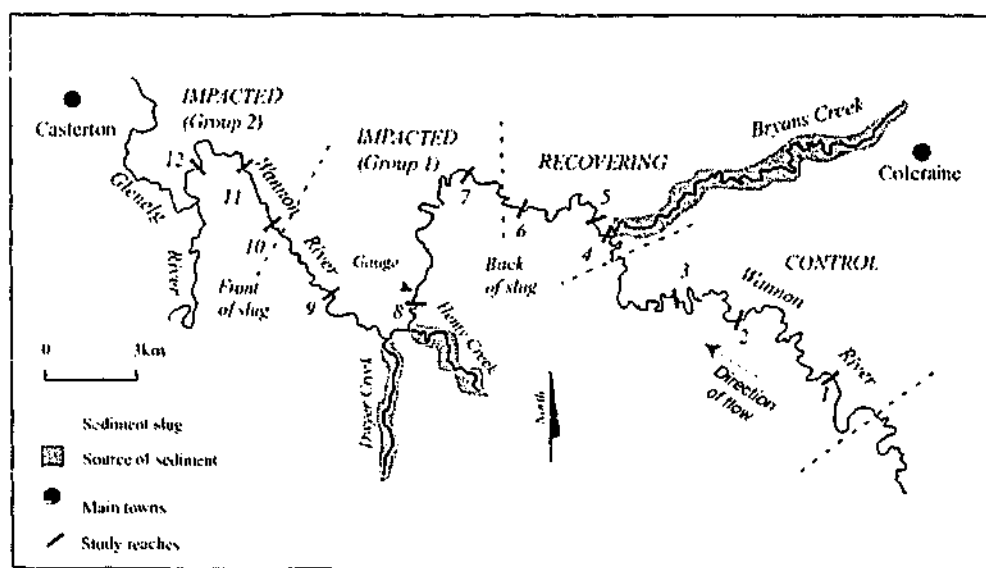 Casterton
IMPACTED
(Group 2)
IMPACTED
(Group 1)
RECOVERING
Bryans Creek
Coleraine
CONTROL
12
11
10
9
8
7
6
5
4
3
2
Glenelg
River
Wannon
River
Gauge
Front
of slug
Back
of slug
Henty Creek
Dwyer Creek
Wannon
River
Direction
of flow
North
0
3km
Sediment slug
Source of sediment
Main towns
Study reaches